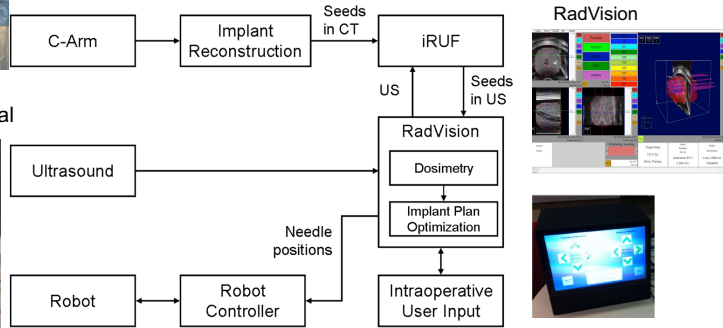 RadVision
C-Arm
Implant
Reconstruction
Seeds
in CT
iRUF
US
Seeds
in US
al
Ultrasound
RadVision
Dosimetry
Implant Plan
Optimization
Needle
positions
Robot
Robot
Controller
Intraoperative
User Input